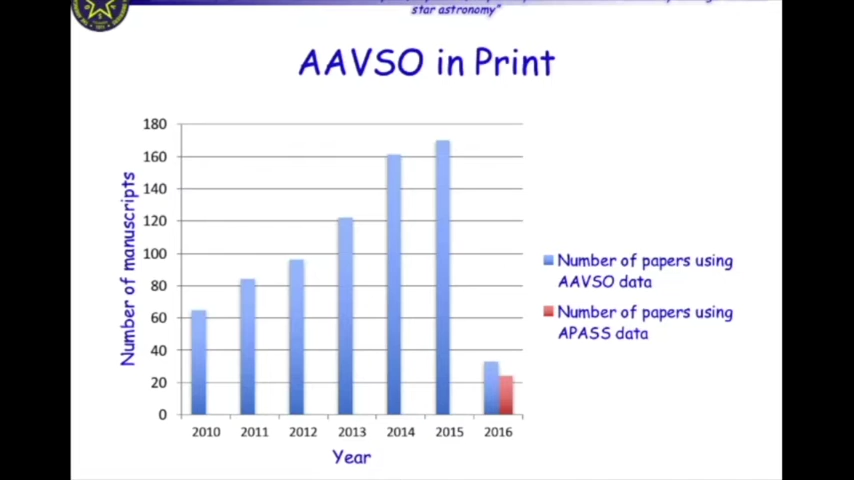 star astronomy”
AAVSO in Print
Number of manuscripts
180
160
140
120
100
80
60
40
20
0
2010 2011 2012 2013 2014 2015 2016
Year
Number of papers using
AAVSO data
Number of papers using
APASS data